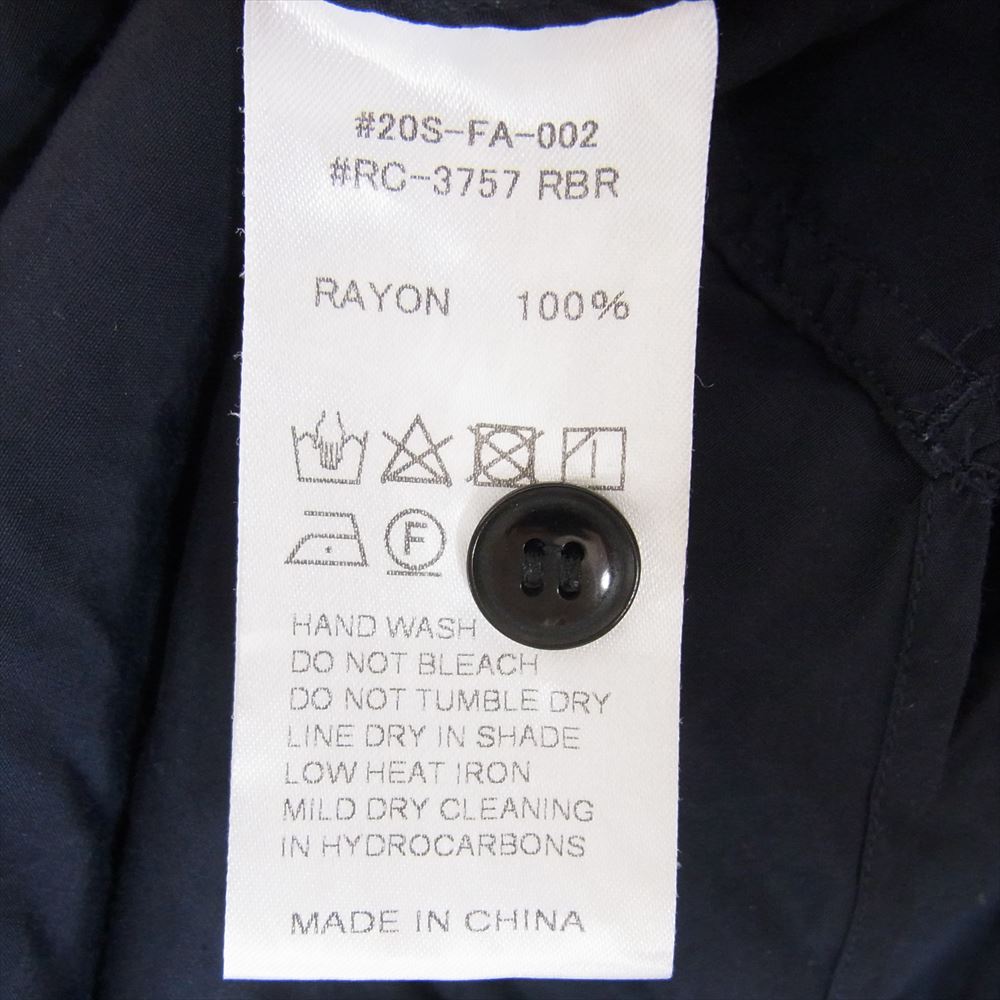 #20S-FA-002
#RC-3757 RBR
RAYON 100%
F
HAND WASH
DO NOT BLEACH
DO NOT TUMBLE DRY
LINE DRY IN SHADE
LOW HEAT IRON
MILD DRY CLEANING
IN HYDROCARBONS
MADE IN CHINA